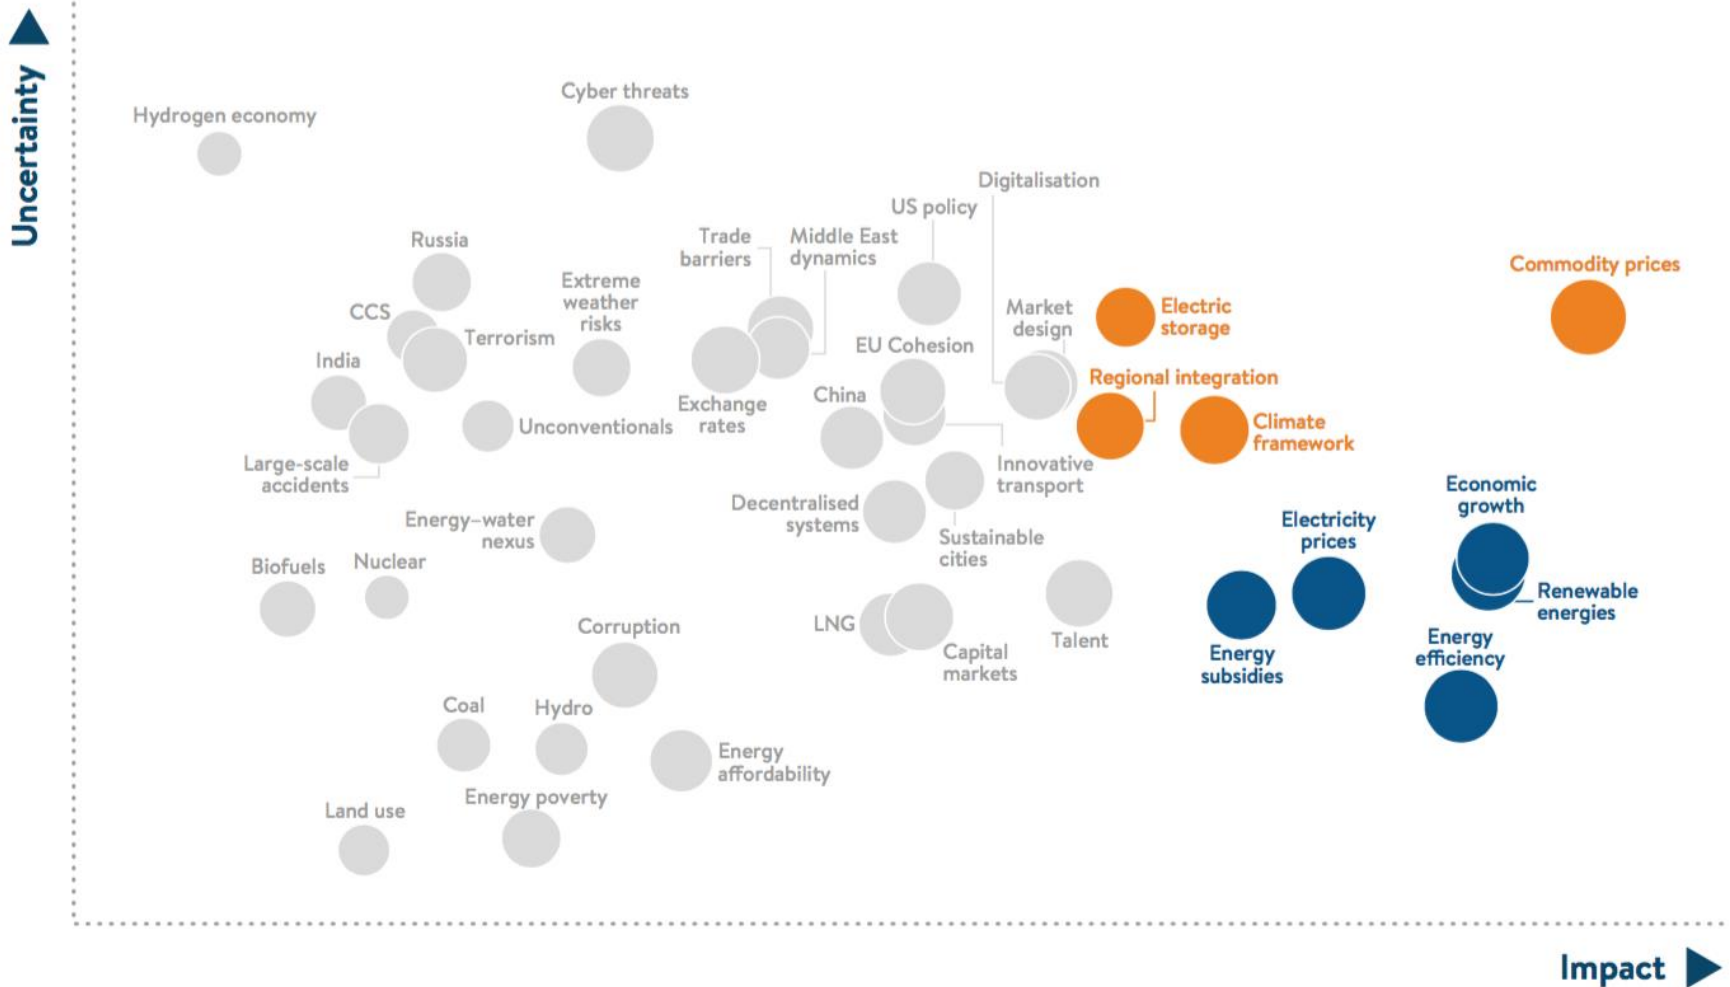 Uncertainty
Cyber threats
Hydrogen economy
Digitalisation
US policy
Russia
Trade
barriers
Middle East
dynamics
Commodity prices
Extreme
weather
risks
CCS
Market
design
Electric
storage
Terrorism
EU Cohesion
India
Regional integration
China
Exchange
rates
Unconventionals
Climate
framework
Large-scale
accidents
Innovative
transport
Economic
growth
Decentralised
systems
Energy–water
nexus
Electricity
prices
Sustainable
cities
Biofuels
Nuclear
Renewable
energies
LNG
Corruption
Talent
Energy
efficiency
Capital
markets
Energy
subsidies
Coal
Hydro
Energy
affordability
Energy poverty
Land use
Impact